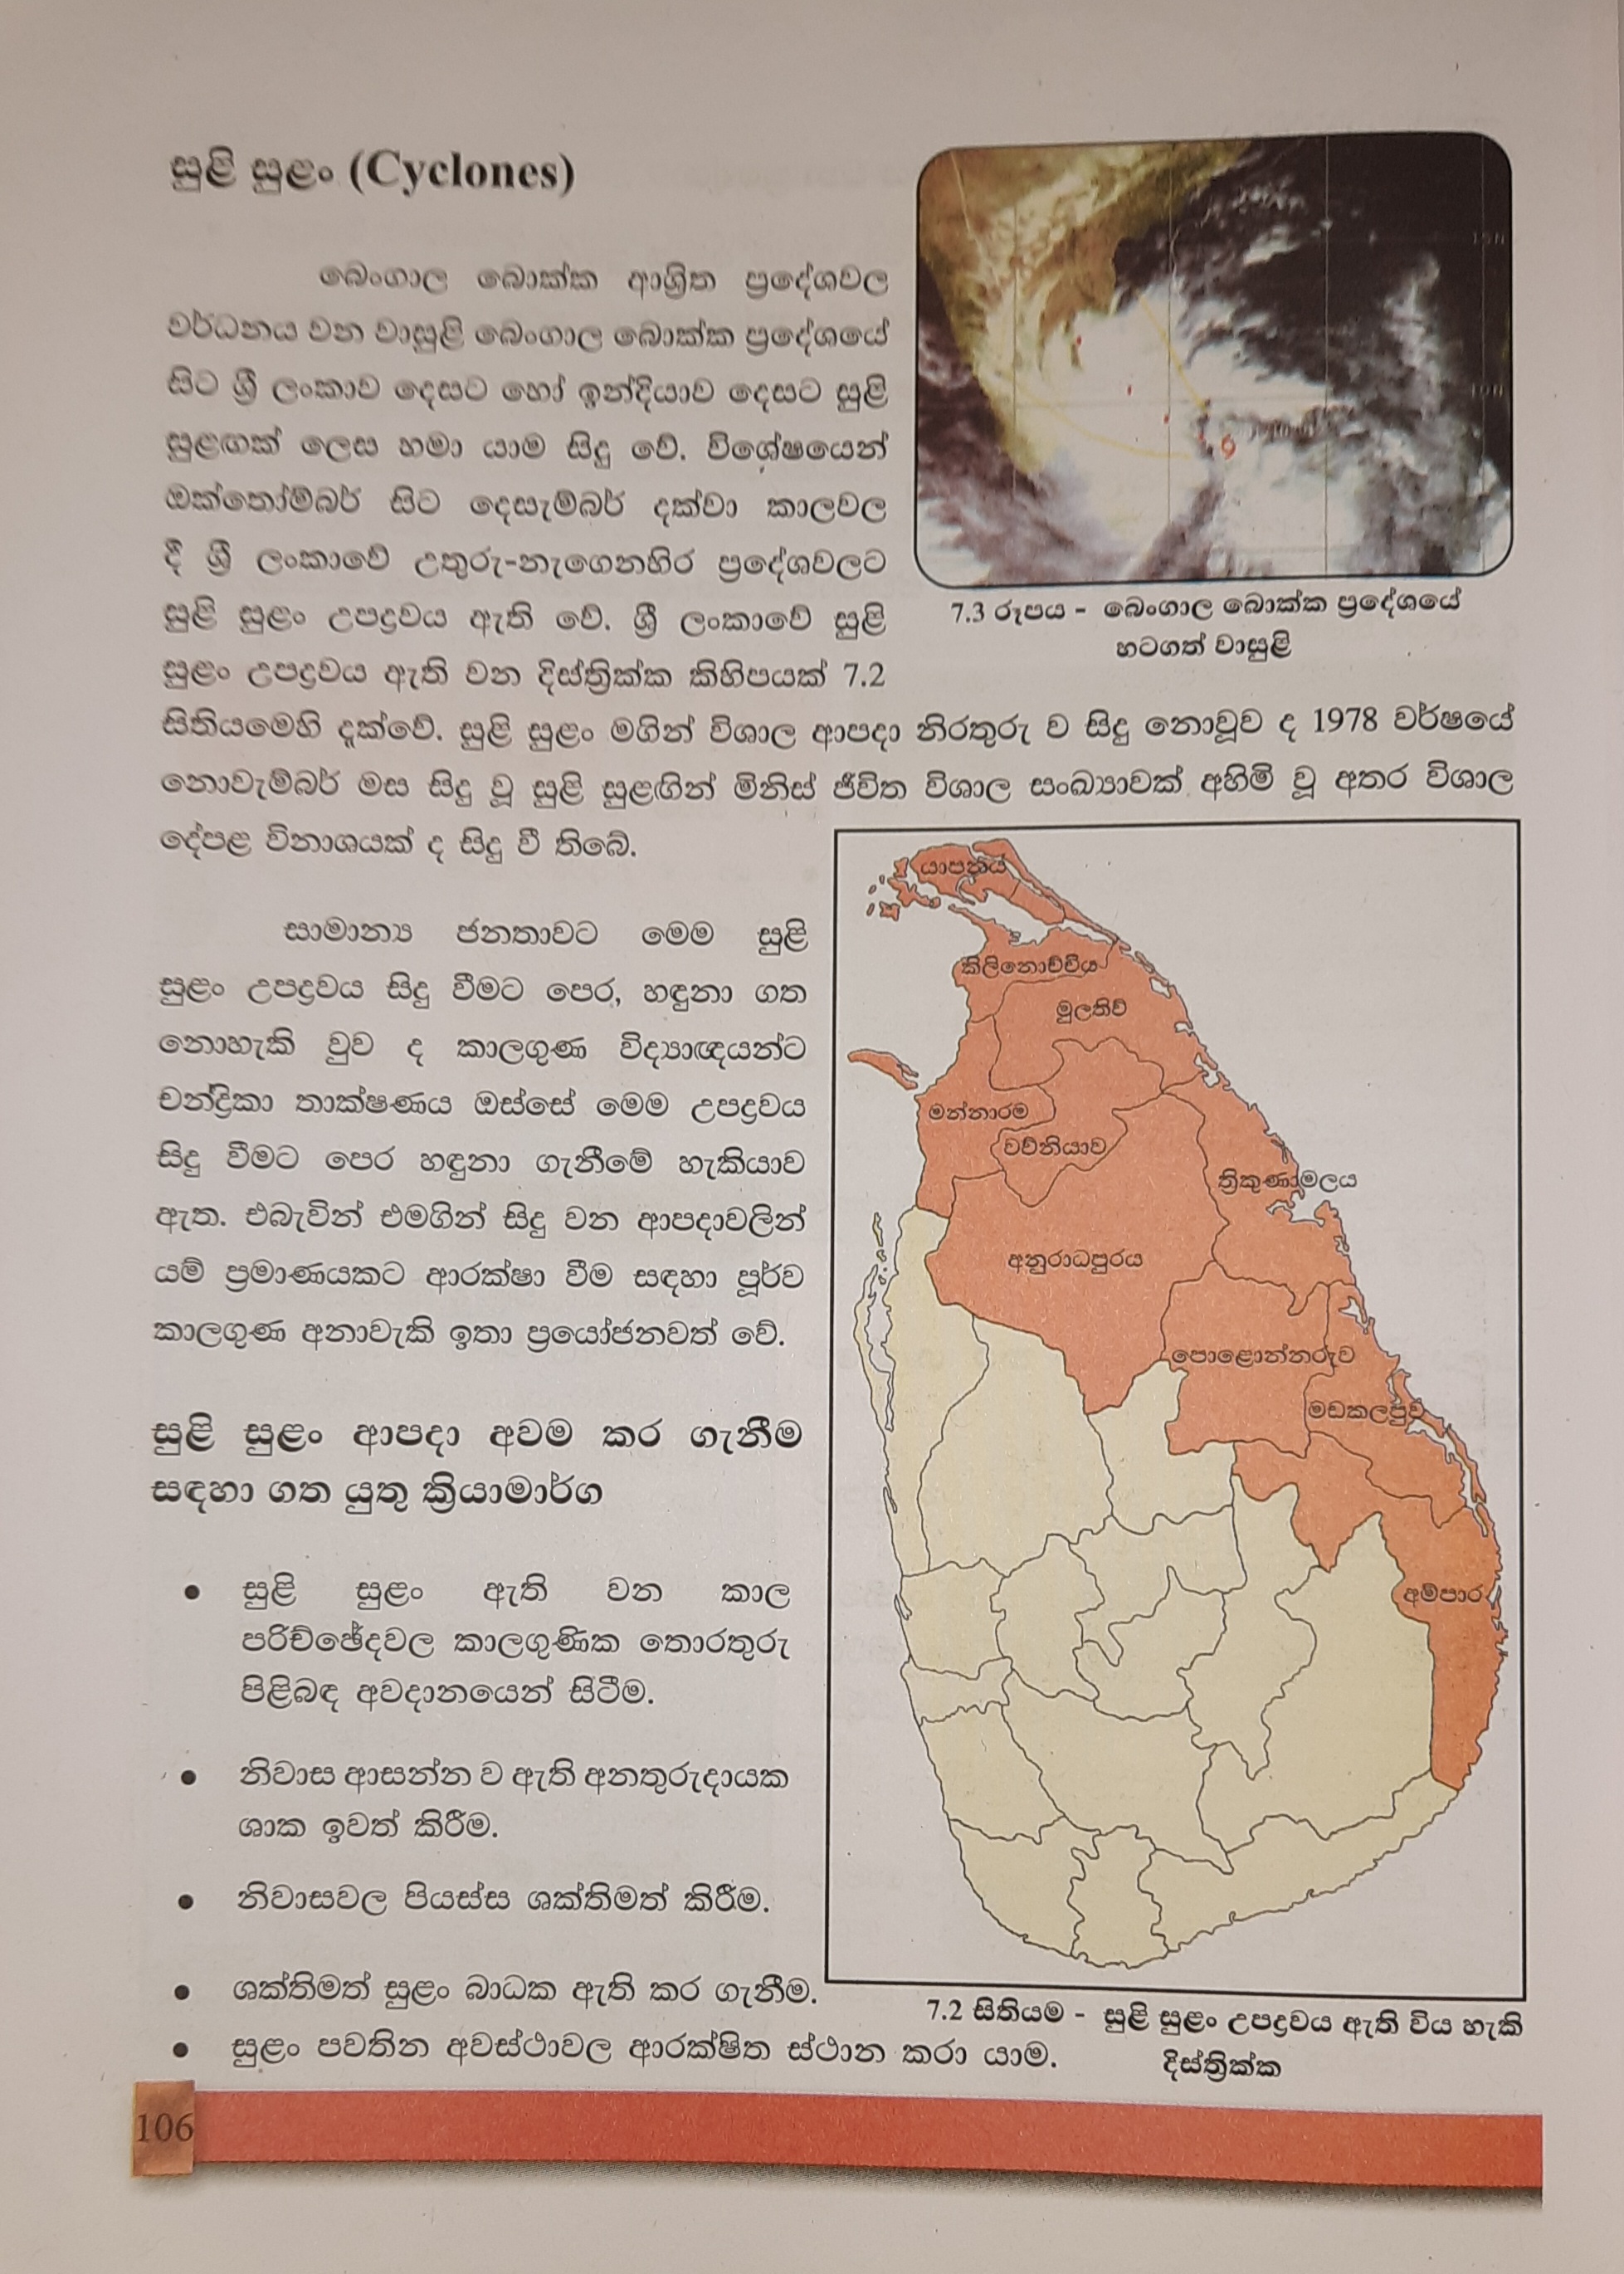 සුළි සුළං (Cyclones)
බෙංගාල බොක්ක ආශ්‍රිත ප්‍රදේශවල
වර්ධනය වන වාසුළි බෙංගාල බොක්ක ප්‍රදේශයේ
සිට ශ්‍රී ලංකාව දෙසට හෝ ඉන්දියාව දෙසට සුළි
සුළඟක් ලෙස හමා යාම සිදු වේ. විශේෂයෙන්
ඔක්තෝම්බර් සිට දෙසැම්බර් දක්වා කාලවල
දී ශ්‍රී ලංකාවේ උතුරු-නැගෙනහිර ප්‍රදේශවලට
සුළි සුළං උපද්‍රවය ඇති වේ. ශ්‍රී ලංකාවේ සුළි
සුළං උපද්‍රවය ඇති වන දිස්ත්‍රික්ක කිහිපයක් 7.2
සිතියමෙහි දැක්වේ. සුළි සුළං මගින් විශාල ආපදා නිරතුරු ව සිදු නොවූව ද 1978 වර්ෂයේ
නොවැම්බර් මස සිදු වූ සුළි සුළඟින් මිනිස් ජීවිත විශාල සංඛ්‍යාවක් අහිමි වූ අතර විශාල
දේපළ විනාශයක් ද සිදු වී තිබේ.
15N
10N
7.3 රූපය - බෙංගාල බොක්ක ප්‍රදේශයේ
හටගත් වාසුළි
සාමාන්‍ය ජනතාවට මෙම සුළි
සුළං උපද්‍රවය සිදු වීමට පෙර, හඳුනා ගත
නොහැකි වුව ද කාලගුණ විද්‍යාඥයන්ට
චන්ද්‍රිකා තාක්ෂණය ඔස්සේ මෙම උපද්‍රවය
සිදු වීමට පෙර හඳුනා ගැනීමේ හැකියාව
ඇත. එබැවින් එමගින් සිදු වන ආපදාවලින්
යම් ප්‍රමාණයකට ආරක්ෂා වීම සඳහා පූර්ව
කාලගුණ අනාවැකි ඉතා ප්‍රයෝජනවත් වේ.
සුළි සුළං ආපදා අවම කර ගැනීම
සඳහා ගත යුතු ක්‍රියාමාර්ග
• සුළි සුළං ඇති වන කාල
පරිච්ඡේදවල කාලගුණික තොරතුරු
පිළිබඳ අවදානයෙන් සිටීම.
• නිවාස ආසන්න ව ඇති අනතුරුදායක
ශාක ඉවත් කිරීම.
• නිවාසවල පියස්ස ශක්තිමත් කිරීම.
• ශක්තිමත් සුළං බාධක ඇති කර ගැනීම.
• සුළං පවතින අවස්ථාවල ආරක්ෂිත ස්ථාන කරා යාම.
යාපනය
කිලිනොච්චිය
මුලතිව්
මන්නාරම
වව්නියාව
ත්‍රිකුණාමලය
අනුරාධපුරය
පොළොන්නරුව
මඩකලපුව
අම්පාර
7.2 සිතියම - සුළි සුළං උපද්‍රවය ඇති විය හැකි
දිස්ත්‍රික්ක
106